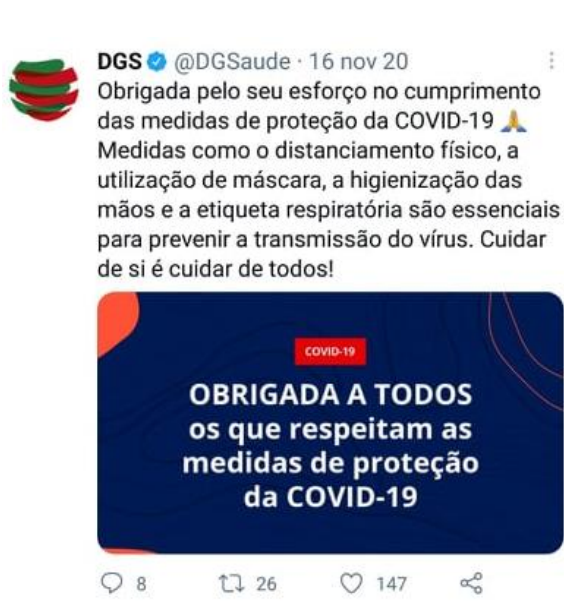 DGS @DGSaude · 16 nov 20
Obrigada pelo seu esforço no cumprimento
das medidas de proteção da COVID-19 🙏
Medidas como o distanciamento físico, a
utilização de máscara, a higienização das
mãos e a etiqueta respiratória são essenciais
para prevenir a transmissão do vírus. Cuidar
de si é cuidar de todos!
COVID-19
OBRIGADA A TODOS
os que respeitam as
medidas de proteção
da COVID-19
8 26 147